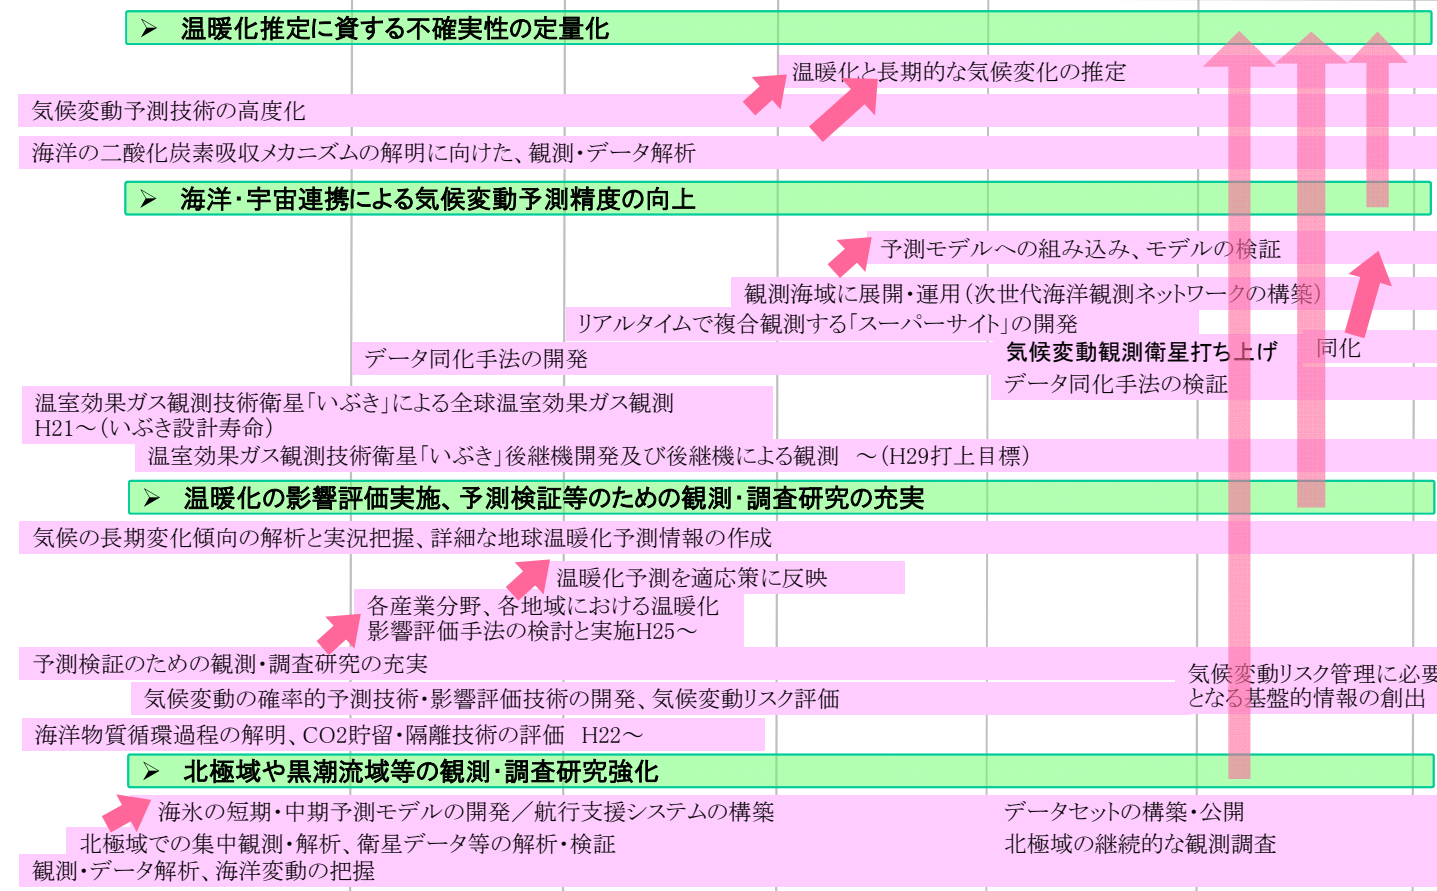 ➢ 温暖化推定に資する不確実性の定量化
温暖化と長期的な気候変化の推定
気候変動予測技術の高度化
海洋の二酸化炭素吸収メカニズムの解明に向けた、観測・データ解析
➢ 海洋・宇宙連携による気候変動予測精度の向上
予測モデルへの組み込み、モデルの検証
観測海域に展開・運用(次世代海洋観測ネットワークの構築)
リアルタイムで複合観測する「スーパーサイト」の開発
データ同化手法の開発
気候変動観測衛星打ち上げ
同化
データ同化手法の検証
温室効果ガス観測技術衛星「いぶき」による全球温室効果ガス観測
H21～(いぶき設計寿命)
温室効果ガス観測技術衛星「いぶき」後継機開発及び後継機による観測 ～(H29打上目標)
➢ 温暖化の影響評価実施、予測検証等のための観測・調査研究の充実
気候の長期変化傾向の解析と実況把握、詳細な地球温暖化予測情報の作成
温暖化予測を適応策に反映
各産業分野、各地域における温暖化
影響評価手法の検討と実施H25～
予測検証のための観測・調査研究の充実
気候変動リスク管理に必要
となる基盤的情報の創出
気候変動の確率的予測技術・影響評価技術の開発、気候変動リスク評価
海洋物質循環過程の解明、CO2貯留・隔離技術の評価 H22～
➢ 北極域や黒潮流域等の観測・調査研究強化
海氷の短期・中期予測モデルの開発／航行支援システムの構築
データセットの構築・公開
北極域での集中観測・解析、衛星データ等の解析・検証
北極域の継続的な観測調査
観測・データ解析、海洋変動の把握